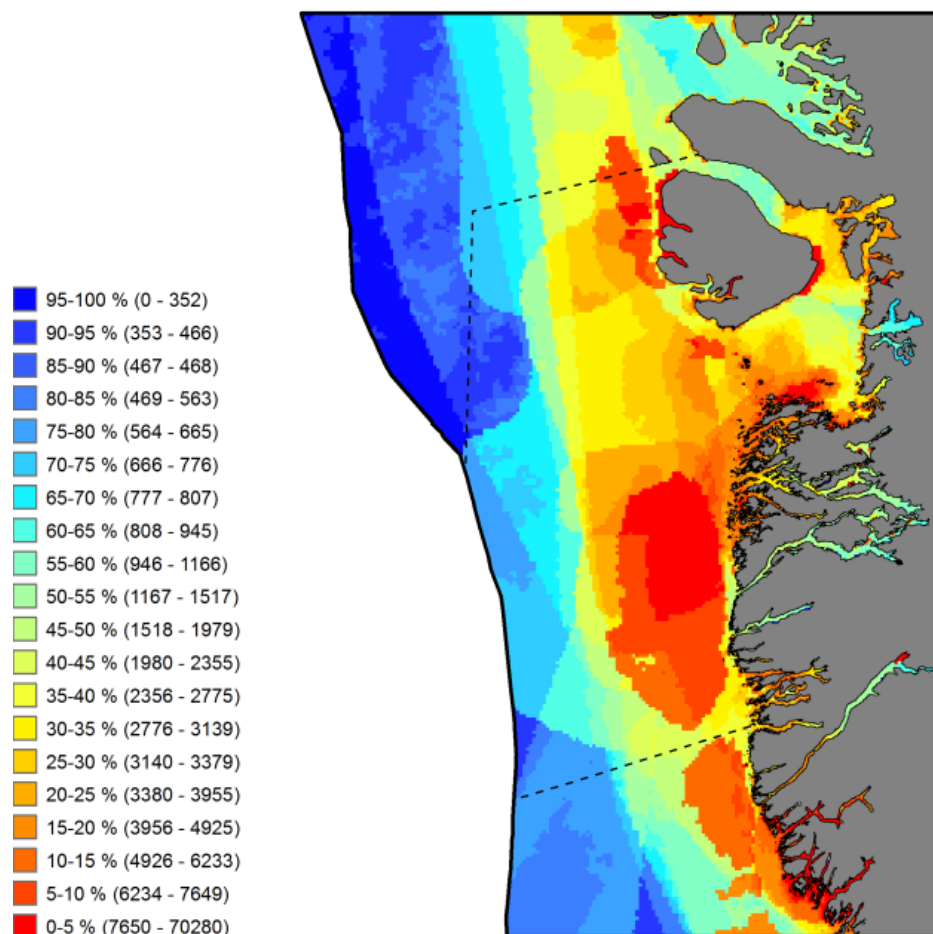 95-100 % (0 - 352)
90-95 % (353 - 466)
85-90 % (467 - 468)
80-85 % (469 - 563)
75-80 % (564 - 665)
70-75 % (666 - 776)
65-70 % (777 - 807)
60-65 % (808 - 945)
55-60 % (946 - 1166)
50-55 % (1167 - 1517)
45-50 % (1518 - 1979)
40-45 % (1980 - 2355)
35-40 % (2356 - 2775)
30-35 % (2776 - 3139)
25-30 % (3140 - 3379)
20-25 % (3380 - 3955)
15-20 % (3956 - 4925)
10-15 % (4926 - 6233)
5-10 % (6234 - 7649)
0-5 % (7650 - 70280)